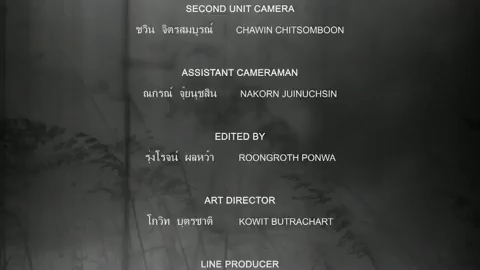 SECOND UNIT CAMERA
ชวิน จิตรสมบูรณ์ CHAWIN CHITSOMBOON
ASSISTANT CAMERAMAN
ณกรณ์ จุ้ยนุชสิน NAKORN JUINUCHSIN
EDITED BY
รุ่งโรจน์ ผลหว้า ROONGROTH PONWA
ART DIRECTOR
โกวิท บุตรชาติ KOWIT BUTRACHART
LINE PRODUCER